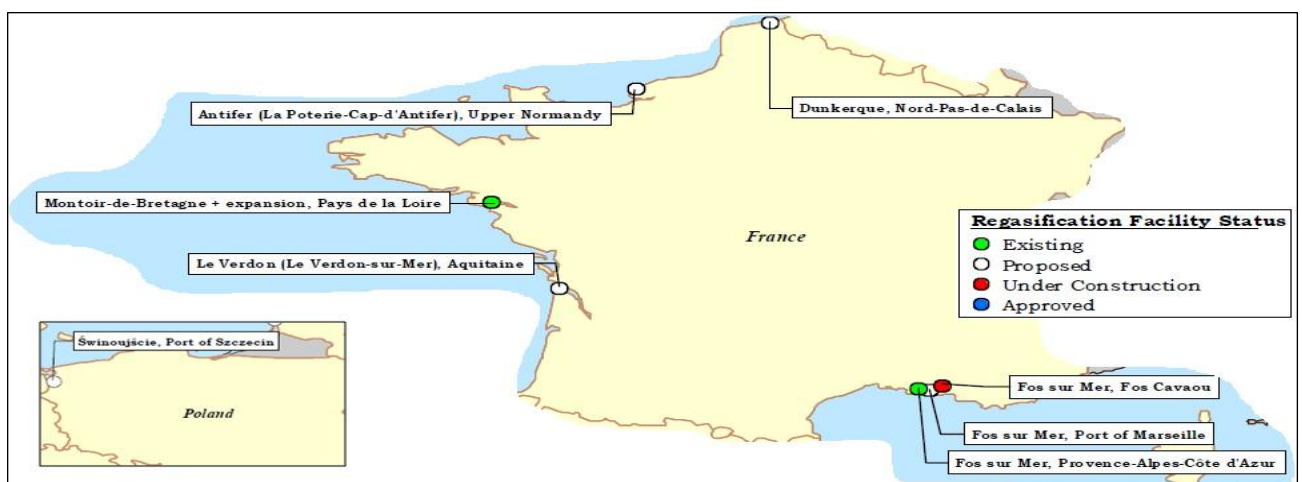 Dunkerque, Nord-Pas-de-Calais
Antifer (La Poterie-Cap-d'Antifer), Upper Normandy
Montoir-de-Bretagne + expansion, Pays de la Loire
Le Verdon (Le Verdon-sur-Mer), Aquitaine
France
Regasification Facility Status
Existing
Proposed
Under Construction
Approved
Świnoujście, Port of Szczecin
Poland
Fos sur Mer, Fos Cavaou
Fos sur Mer, Port of Marseille
Fos sur Mer, Provence-Alpes-Côte d'Azur